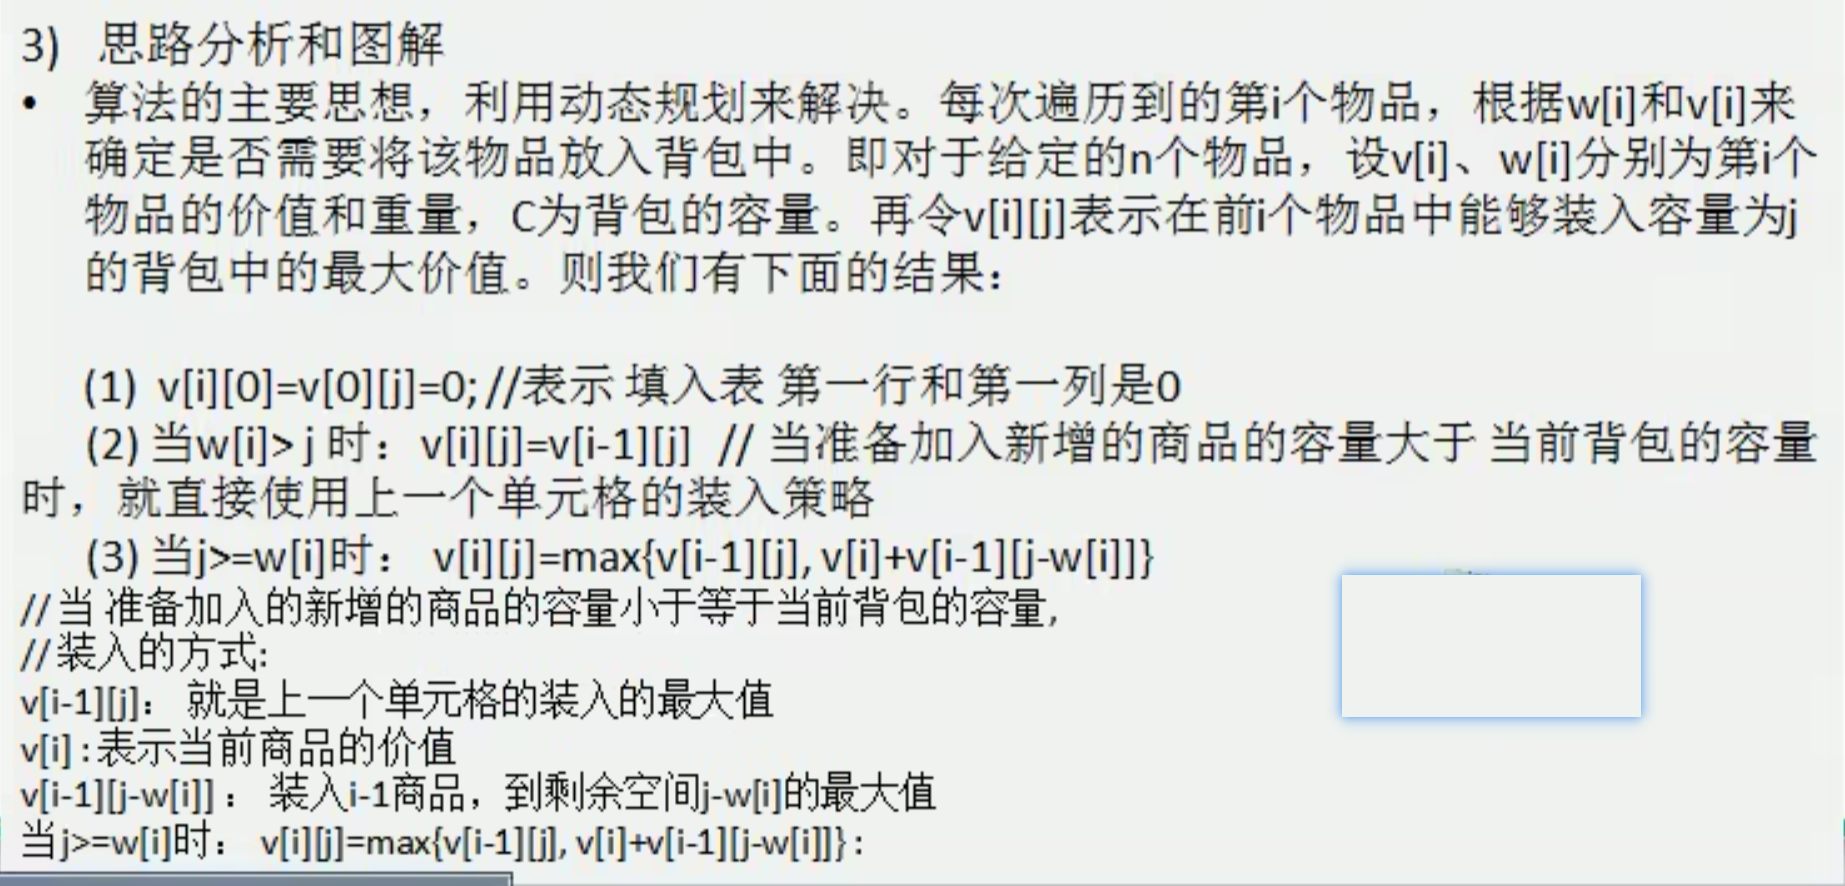 3) 思路分析和图解
• 算法的主要思想，利用动态规划来解决。每次遍历到的第i个物品，根据w[i]和v[i]来
确定是否需要将该物品放入背包中。即对于给定的n个物品，设v[i]、w[i]分别为第i个
物品的价值和重量，C为背包的容量。再令v[i][j]表示在前i个物品中能够装入容量为j
的背包中的最大价值。则我们有下面的结果：
(1) v[i][0]=v[0][j]=0; //表示 填入表 第一行和第一列是0
(2) 当w[i]> j 时：v[i][j]=v[i-1][j] // 当准备加入新增的商品的容量大于 当前背包的容量
时，就直接使用上一个单元格的装入策略
(3) 当j>=w[i]时： v[i][j]=max{v[i-1][j], v[i]+v[i-1][j-w[i]]}
// 当 准备加入的新增的商品的容量小于等于当前背包的容量,
// 装入的方式:
v[i-1][j]： 就是上一个单元格的装入的最大值
v[i] : 表示当前商品的价值
v[i-1][j-w[i]] ： 装入i-1商品，到剩余空间j-w[i]的最大值
当j>=w[i]时： v[i][j]=max{v[i-1][j], v[i]+v[i-1][j-w[i]]} :